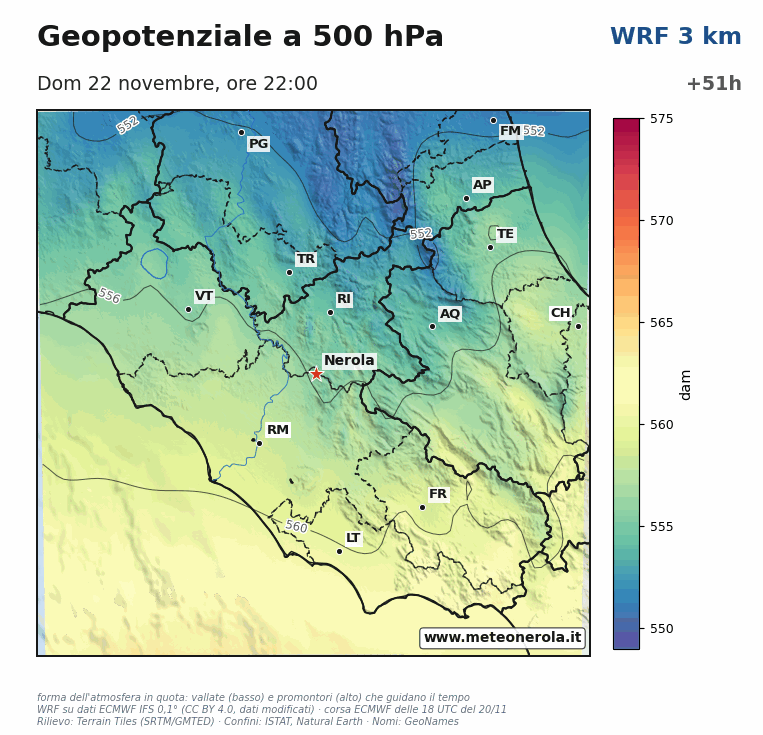 Geopotenziale a 500 hPa
WRF 3 km
Dom 22 novembre, ore 22:00
+51h
552
PG
FM
552
AP
552
TE
TR
556
VT
RI
AQ
CH
Nerola
RM
FR
560
LT
www.meteonerola.it
575
570
565
560
555
550
dam
forma dell'atmosfera in quota: vallate (basso) e promontori (alto) che guidano il tempo
WRF su dati ECMWF IFS 0,1° (CC BY 4.0, dati modificati) · corsa ECMWF delle 18 UTC del 20/11
Rilievo: Terrain Tiles (SRTM/GMTED) · Confini: ISTAT, Natural Earth · Nomi: GeoNames